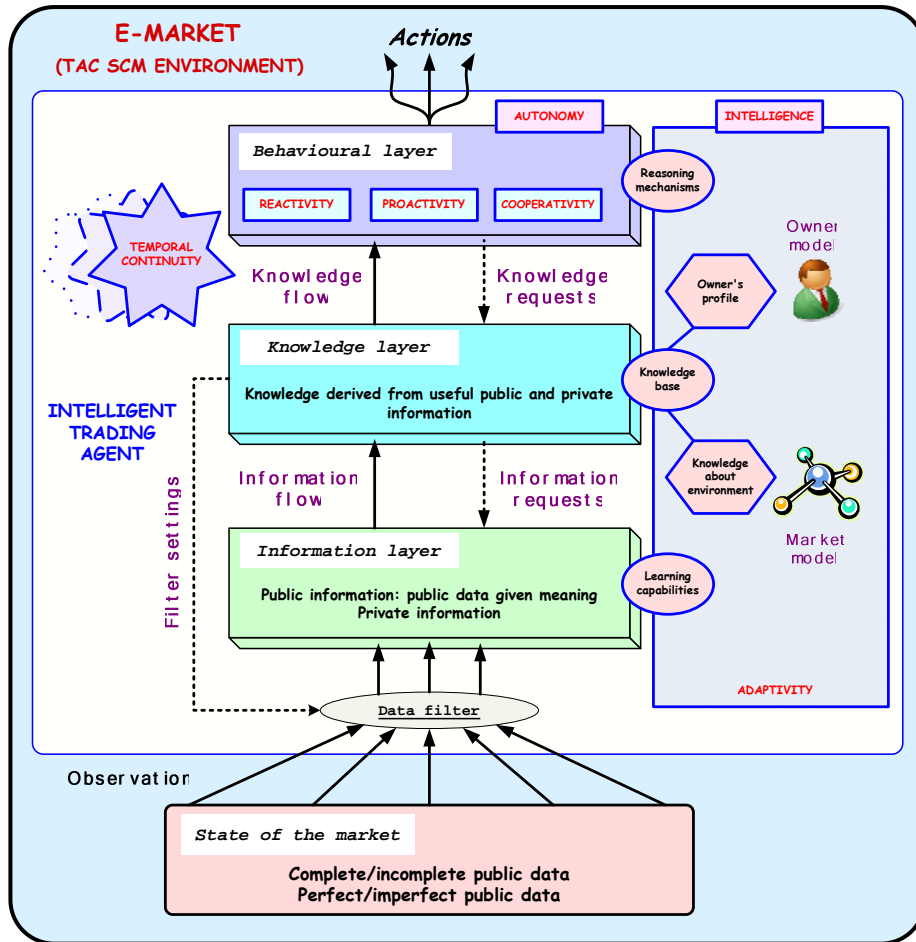 E-MARKET
(TAC SCM ENVIRONMENT)
Actions
AUTONOMY
INTELLIGENCE
Behavioural layer
REACTIVITY
PROACTIVITY
COOPERATIVITY
Reasoning
mechanisms
TEMPORAL
CONTINUITY
Knowledge
flow
Knowledge
requests
Owner
model
Owner's
profile
Knowledge layer
Knowledge derived from useful public and private
information
Knowledge
base
INTELLIGENT
TRADING
AGENT
Filter settings
Information
flow
Information
requests
Knowledge
about
environment
Market
model
Information layer
Public information: public data given meaning
Private information
Learning
capabilities
ADAPTIVITY
Data filter
Observation
State of the market
Complete/incomplete public data
Perfect/imperfect public data